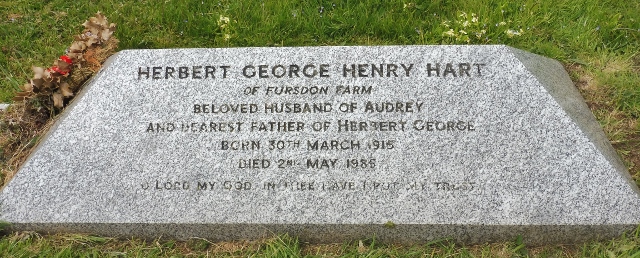 HERBERT GEORGE HENRY HART
OF FURSDON FARM
BELOVED HUSBAND OF AUDREY
AND DEAREST FATHER OF HERBERT GEORGE
BORN 30TH MARCH 1915
DIED 2ND MAY 1986
O LORD MY GOD, IN THEE HAVE I PUT MY TRUST